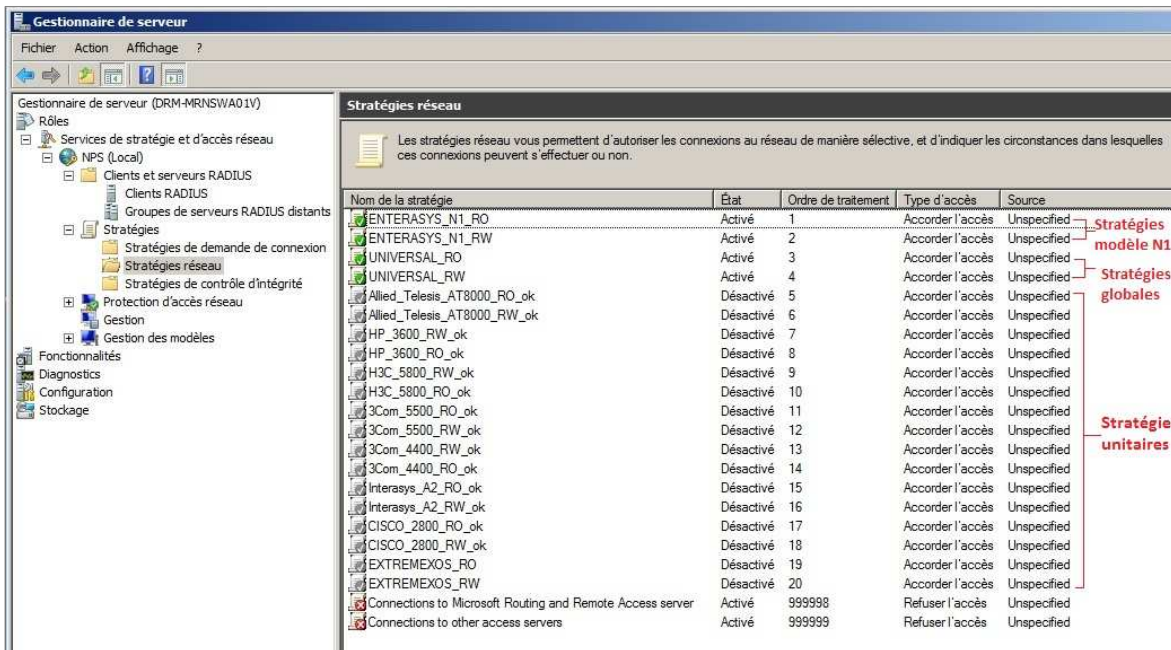 Gestionnaire de serveur
Fichier Action Affichage ?
Gestionnaire de serveur (DRM-MRNSWA01V)
Rôles
Services de stratégie et d'accès réseau
NPS (Local)
Clients et serveurs RADIUS
Clients RADIUS
Groupes de serveurs RADIUS distants
Stratégies
Stratégies de demande de connexion
Stratégies réseau
Stratégies de contrôle d'intégrité
Protection d'accès réseau
Gestion
Gestion des modèles
Fonctionnalités
Diagnostics
Configuration
Stockage
Stratégies réseau
Les stratégies réseau vous permettent d'autoriser les connexions au réseau de manière sélective, et d'indiquer les circonstances dans lesquelles
ces connexions peuvent s'effectuer ou non.
Nom de la stratégie État Ordre de traitement Type d'accès Source
ENTERASYS_N1_RO Activé 1 Accorder l'accès Unspecified
ENTERASYS_N1_RW Activé 2 Accorder l'accès Unspecified
UNIVERSAL_RO Activé 3 Accorder l'accès Unspecified
UNIVERSAL_RW Activé 4 Accorder l'accès Unspecified
Allied_Telesis_AT8000_RO_ok Désactivé 5 Accorder l'accès Unspecified
Allied_Telesis_AT8000_RW_ok Désactivé 6 Accorder l'accès Unspecified
HP_3600_RW_ok Désactivé 7 Accorder l'accès Unspecified
HP_3600_RO_ok Désactivé 8 Accorder l'accès Unspecified
H3C_5800_RW_ok Désactivé 9 Accorder l'accès Unspecified
H3C_5800_RO_ok Désactivé 10 Accorder l'accès Unspecified
3Com_5500_RO_ok Désactivé 11 Accorder l'accès Unspecified
3Com_5500_RW_ok Désactivé 12 Accorder l'accès Unspecified
3Com_4400_RW_ok Désactivé 13 Accorder l'accès Unspecified
3Com_4400_RO_ok Désactivé 14 Accorder l'accès Unspecified
Interasys_A2_RO_ok Désactivé 15 Accorder l'accès Unspecified
Interasys_A2_RW_ok Désactivé 16 Accorder l'accès Unspecified
CISCO_2800_RO_ok Désactivé 17 Accorder l'accès Unspecified
CISCO_2800_RW_ok Désactivé 18 Accorder l'accès Unspecified
EXTREMEXOS_RO Désactivé 19 Accorder l'accès Unspecified
EXTREMEXOS_RW Désactivé 20 Accorder l'accès Unspecified
Connections to Microsoft Routing and Remote Access server Activé 999998 Refuser l'accès Unspecified
Connections to other access servers Activé 999999 Refuser l'accès Unspecified
Stratégies
modèle N1
Stratégies
globales
Stratégie
unitaires